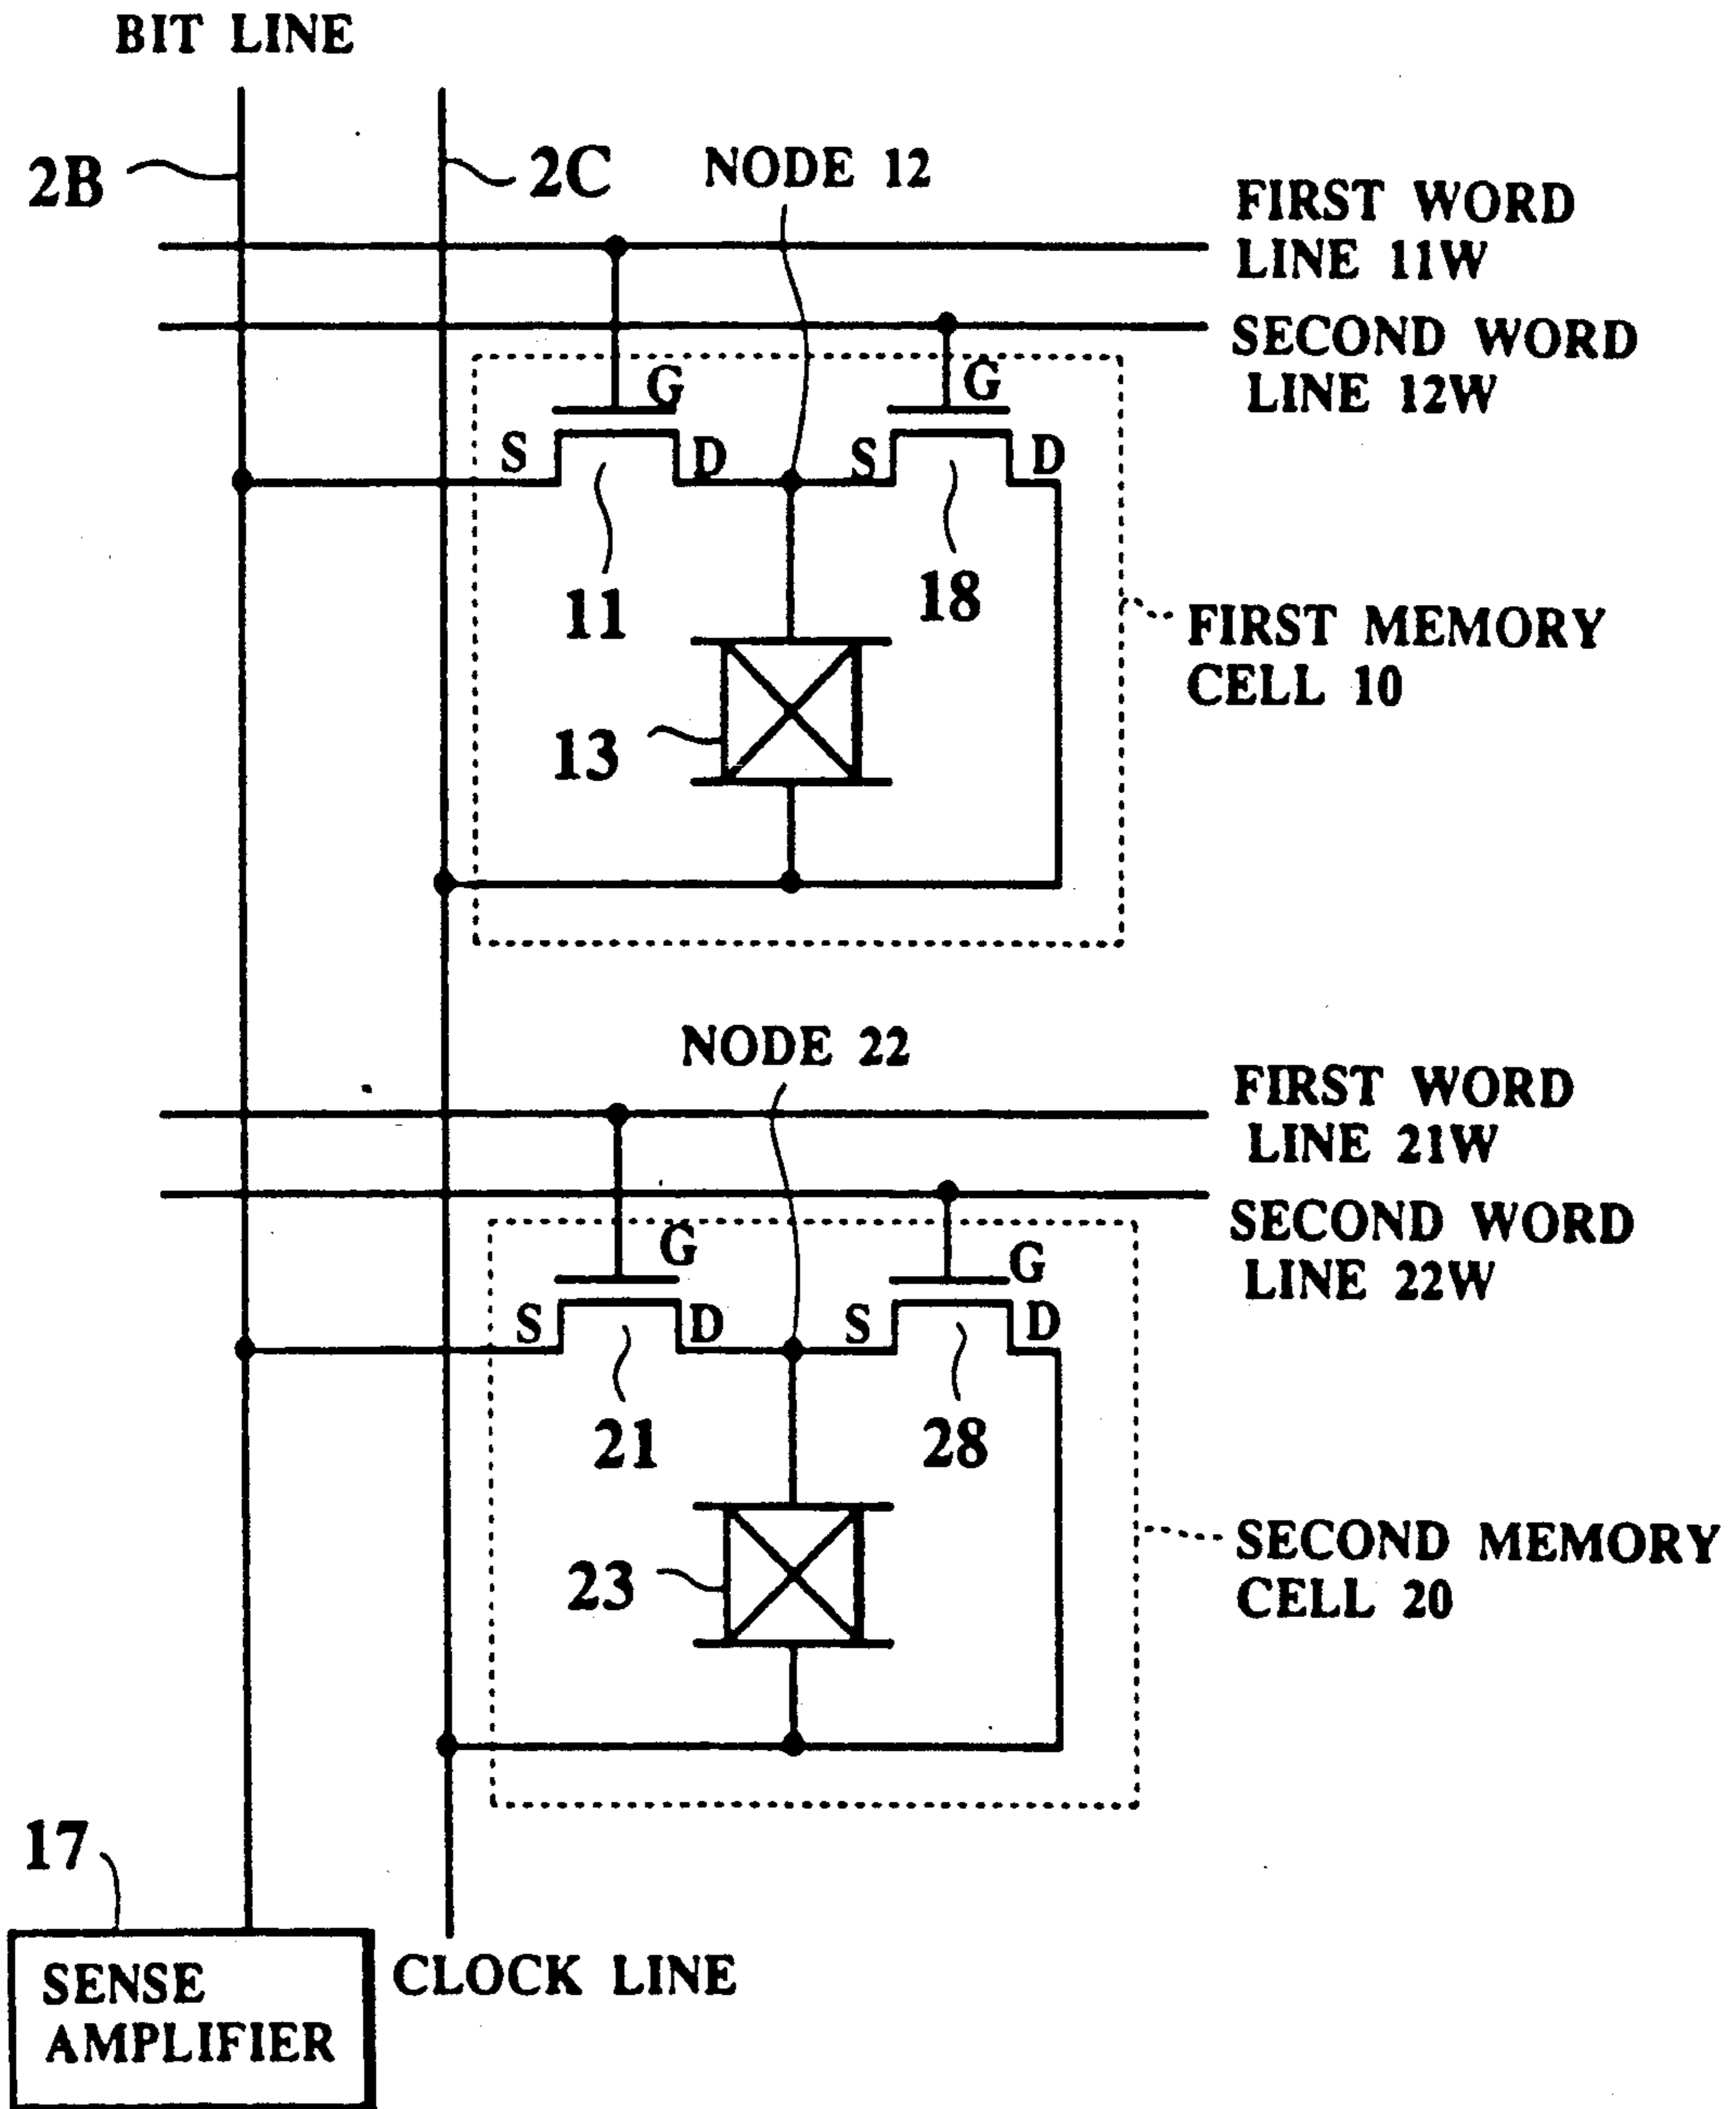 BIT LINE
2B
2C
NODE 12
FIRST WORD
LINE 11W
SECOND WORD
LINE 12W
G
G
S
D
S
D
11
18
FIRST MEMORY
CELL 10
13
NODE 22
FIRST WORD
LINE 21W
SECOND WORD
LINE 22W
G
G
S
D
S
D
21
28
23
SECOND MEMORY
CELL 20
17
SENSE
AMPLIFIER
CLOCK LINE